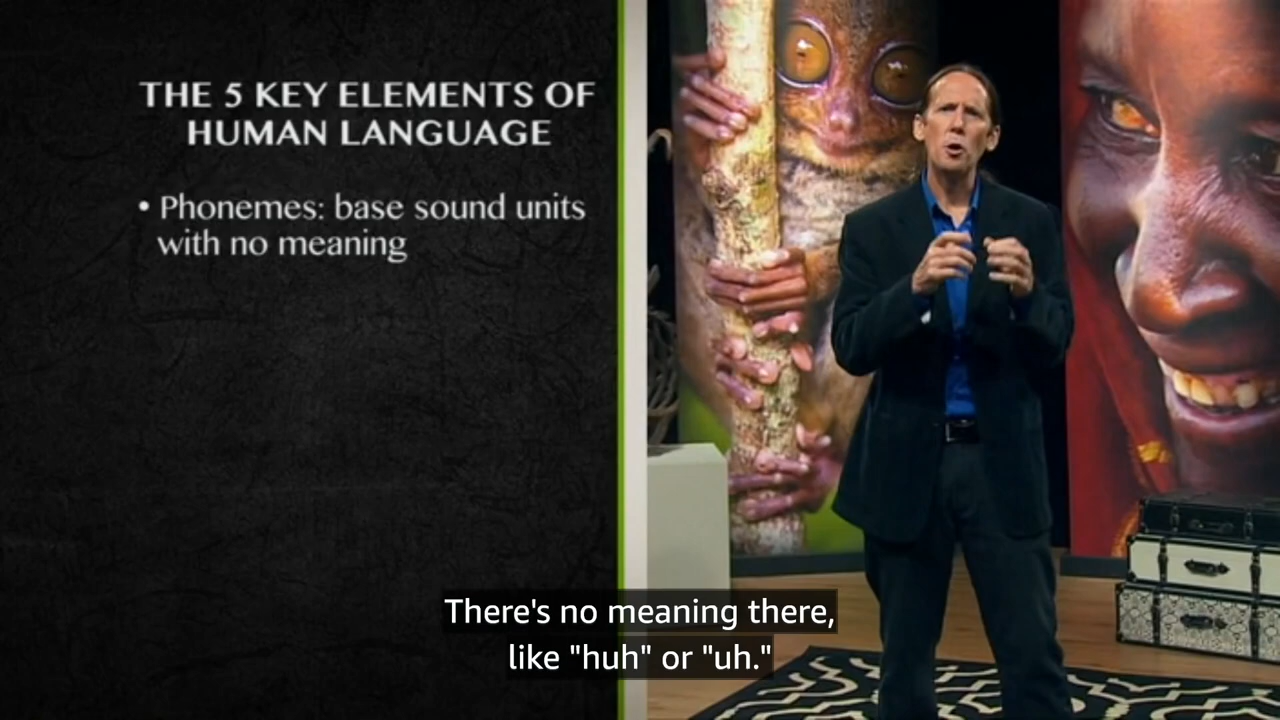 THE 5 KEY ELEMENTS OF
HUMAN LANGUAGE
• Phonemes: base sound units
with no meaning
There's no meaning there,
like "huh" or "uh."